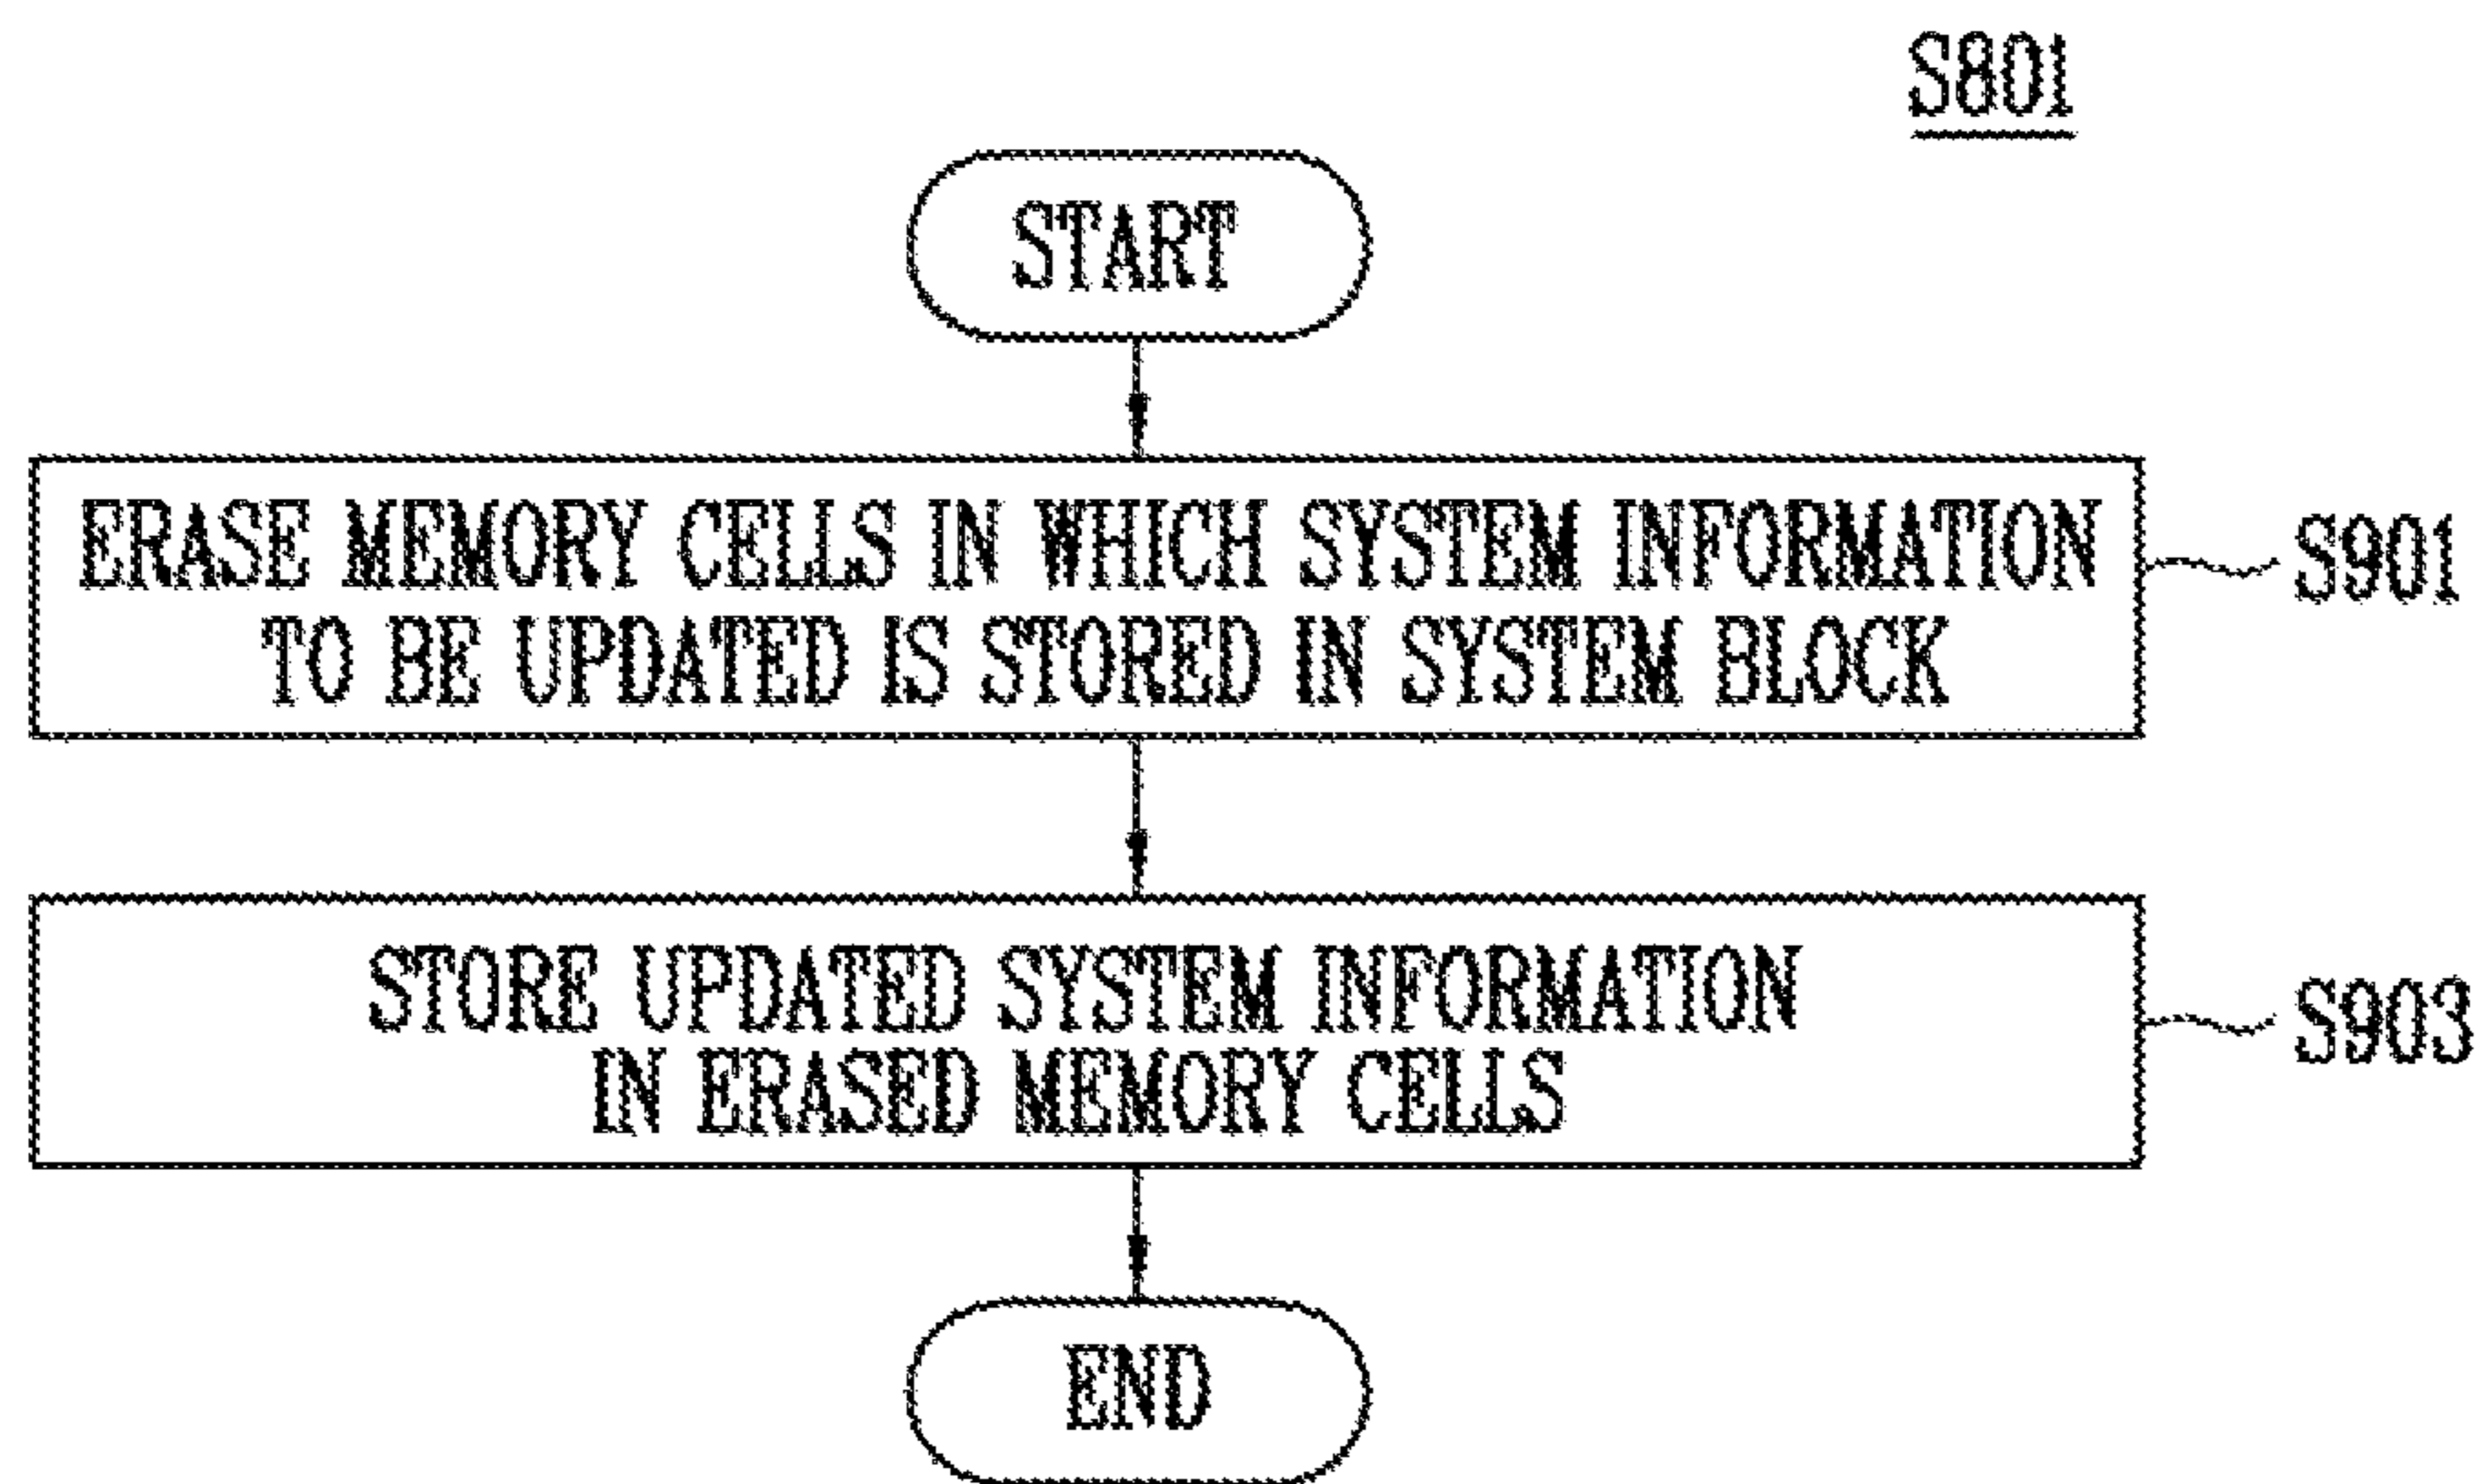 S801
START
ERASE MEMORY CELLS IN WHICH SYSTEM INFORMATION
TO BE UPDATED IS STORED IN SYSTEM BLOCK
S901
STORE UPDATED SYSTEM INFORMATION
IN ERASED MEMORY CELLS
S903
END